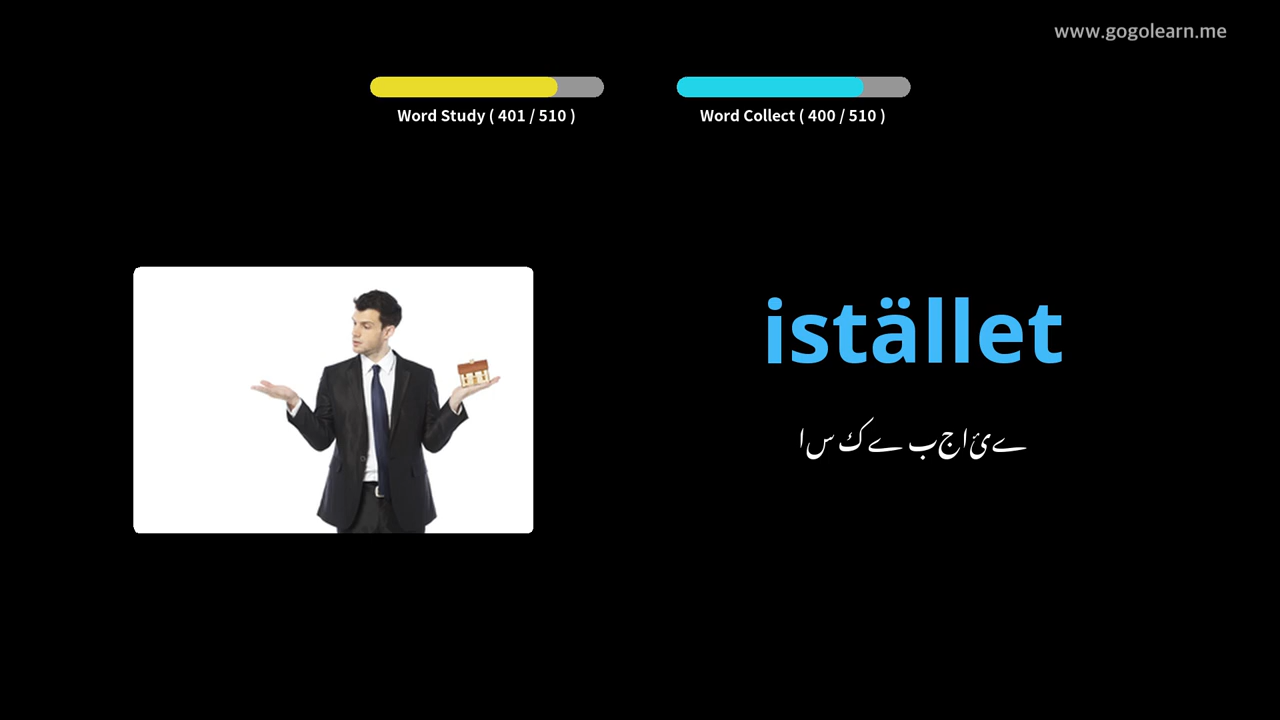 www.gogolearn.me
Word Study ( 401 / 510 )
Word Collect ( 400 / 510 )
istället
اس کے بجائے